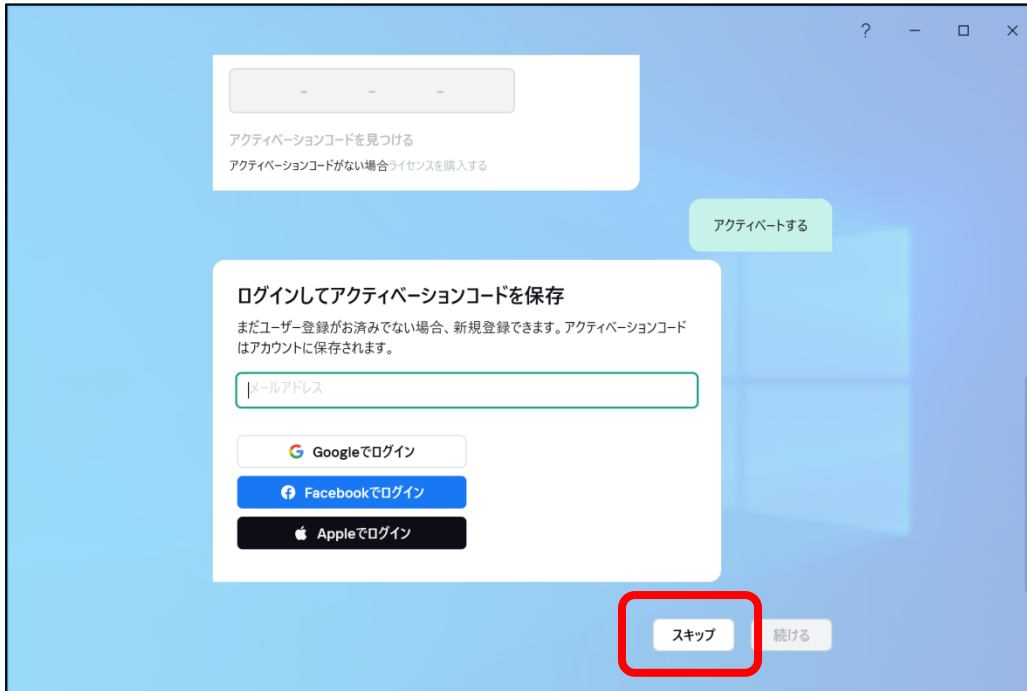 ?
- - -
アクティベーションコードを見つける
アクティベーションコードがない場合ライセンスを購入する
アクティベートする
ログインしてアクティベーションコードを保存
まだユーザー登録がお済みでない場合、新規登録できます。アクティベーションコード
はアカウントに保存されます。
メールアドレス
Googleでログイン
Facebookでログイン
Appleでログイン
スキップ 続ける